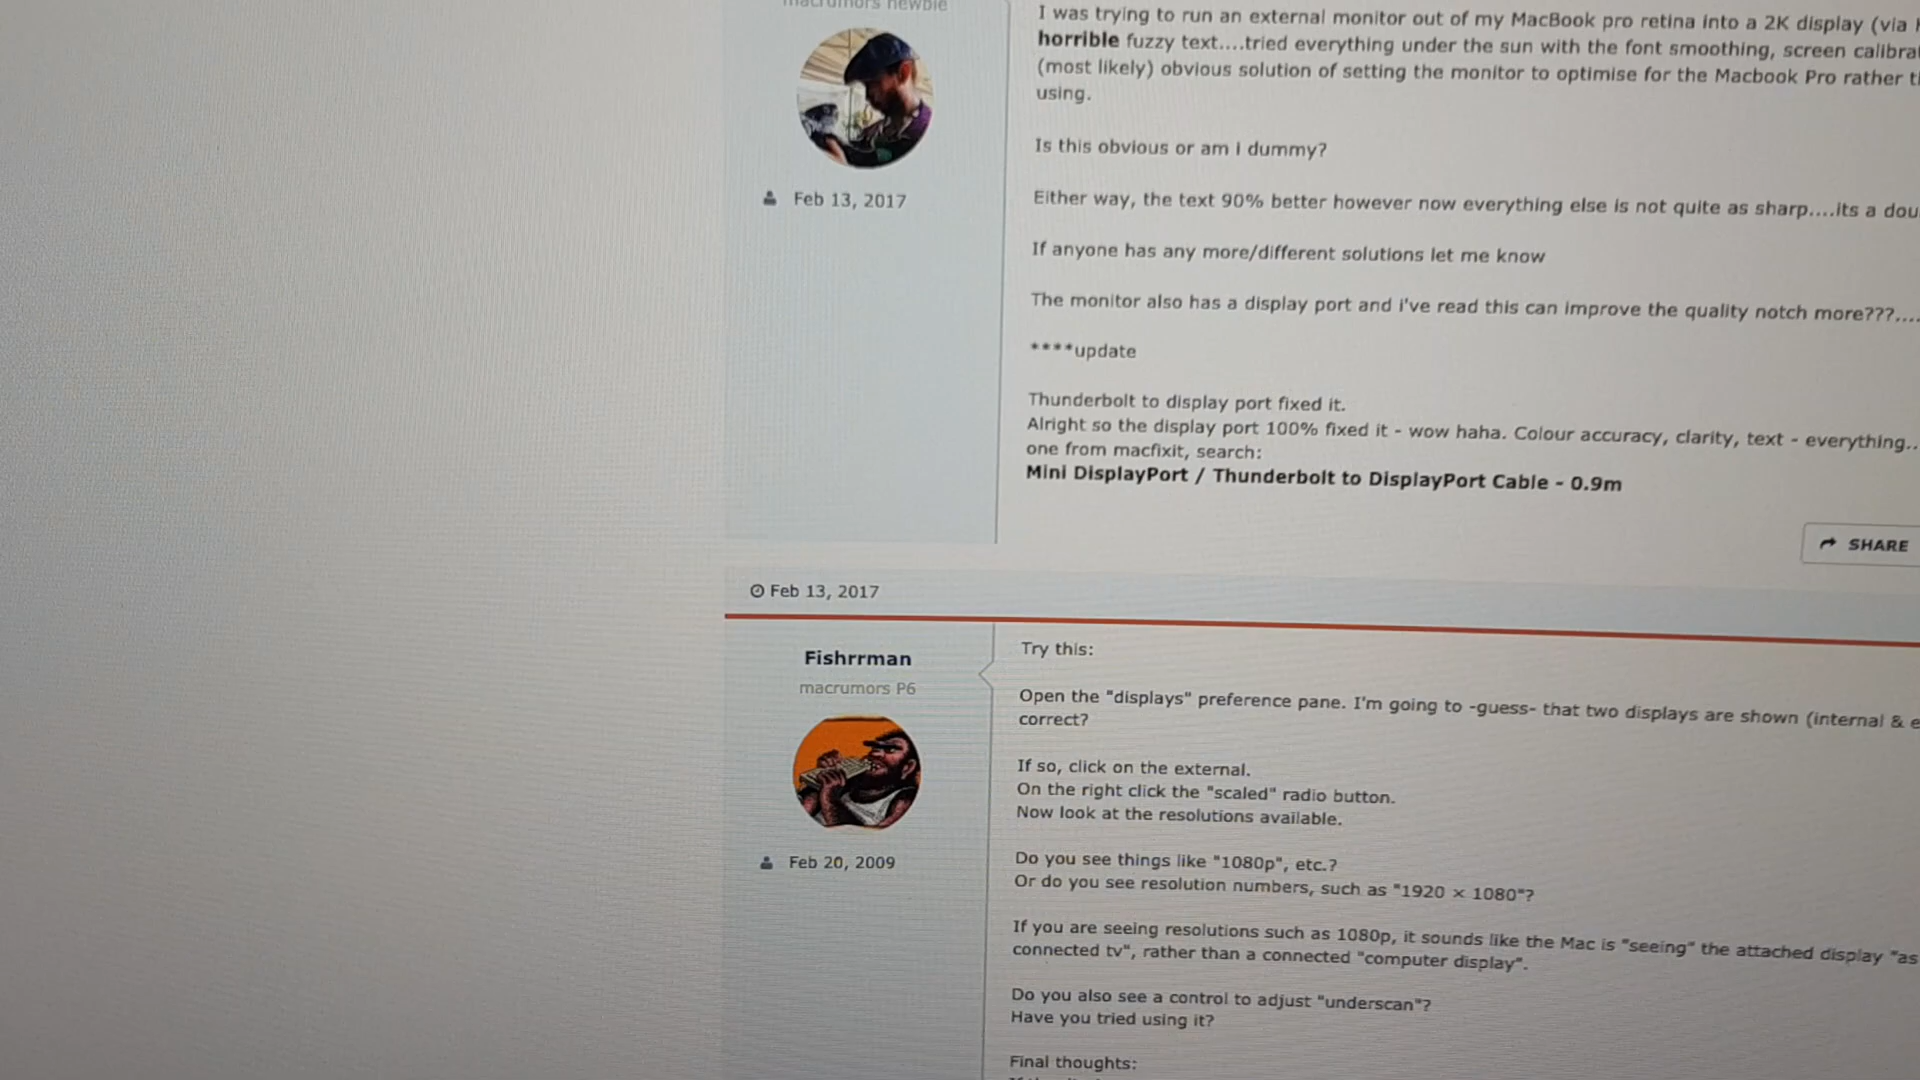 macrumors newbie
I was trying to run an external monitor out of my MacBook pro retina into a 2K display (via
horrible fuzzy text....tried everything under the sun with the font smoothing, screen
(most likely) obvious solution of setting the monitor to optimise for the Macbook Pro rather
using.
Is this obvious or am i dummy?
Feb 13, 2017
Either way, the text 90% better however now everything else is not quite as sharp....its a
If anyone has any more/different solutions let me know
The monitor also has a display port and i've read this can improve the quality notch more???....
****update
Thunderbolt to display port fixed it.
Alright so the display port 100% fixed it - wow haha. Colour accuracy, clarity, text - everything..
one from macfixit, search:
Mini DisplayPort / Thunderbolt to DisplayPort Cable - 0.9m
SHARE
Feb 13, 2017
Fishrrman
macrumors P6
Feb 20, 2009
Try this:
Open the "displays" preference pane. I'm going to -guess- that two displays are shown (internal &
correct?
If so, click on the external.
On the right click the "scaled" radio button.
Now look at the resolutions available.
Do you see things like "1080p", etc.?
Or do you see resolution numbers, such as "1920 x 1080"?
If you are seeing resolutions such as 1080p, it sounds like the Mac is "seeing" the attached display "as
connected tv", rather than a connected "computer display".
Do you also see a control to adjust "underscan"?
Have you tried using it?
Final thoughts: